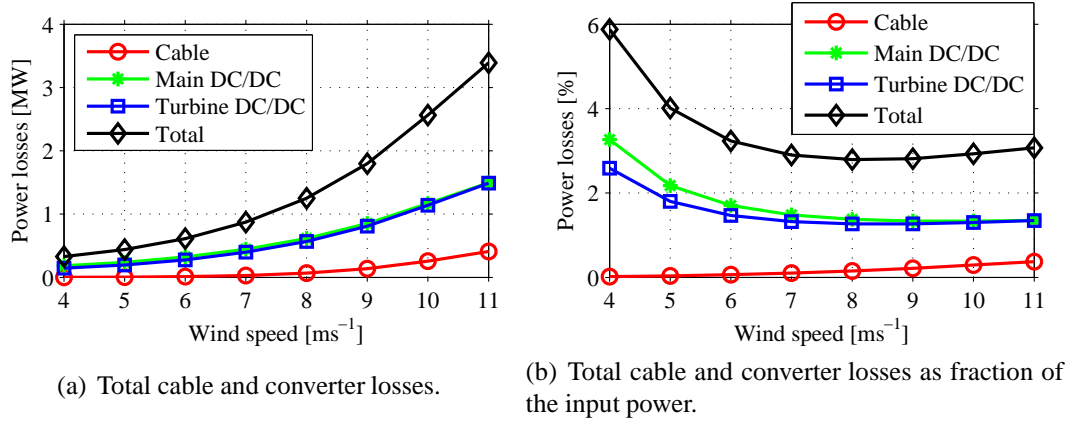 4
3
2
1
0
4 5 6 7 8 9 10 11
Power losses [MW]
Wind speed [ms⁻¹]
Cable
Main DC/DC
Turbine DC/DC
Total
(a) Total cable and converter losses.
6
4
2
0
4 5 6 7 8 9 10 11
Power losses [%]
Wind speed [ms⁻¹]
Cable
Main DC/DC
Turbine DC/DC
Total
(b) Total cable and converter losses as fraction of
the input power.